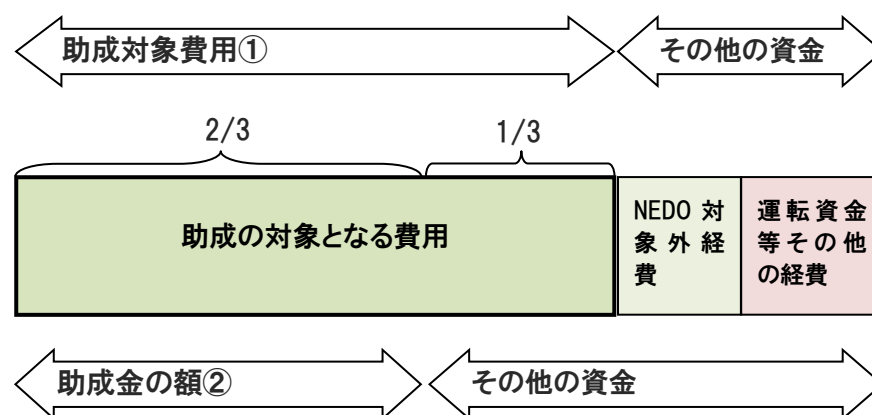 助成対象費用①
その他の資金
2/3
1/3
助成の対象となる費用
NEDO 対
象外経
費
運転資金
等その他
の経費
助成金の額②
その他の資金